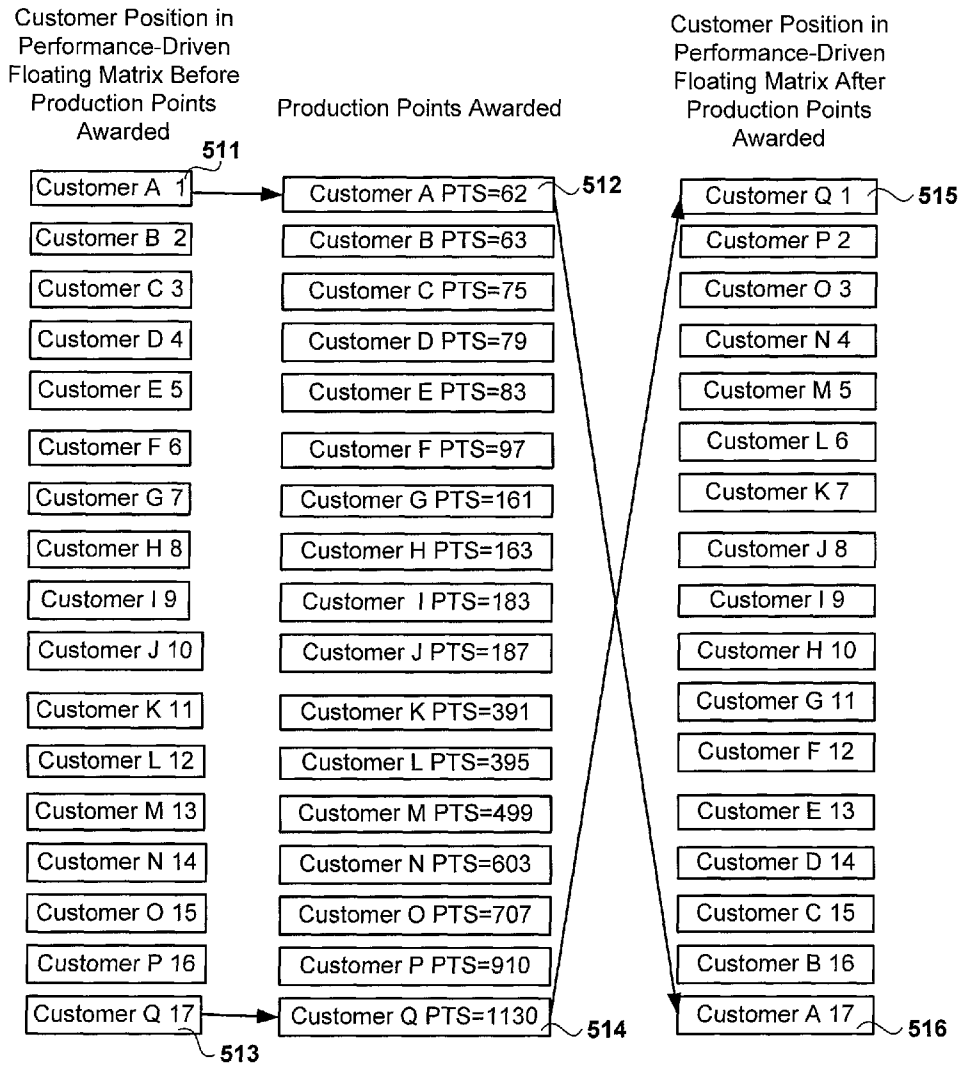 Customer Position in
Performance-Driven
Floating Matrix Before
Production Points
Awarded
511
Customer A 1
Customer B 2
Customer C 3
Customer D 4
Customer E 5
Customer F 6
Customer G 7
Customer H 8
Customer I 9
Customer J 10
Customer K 11
Customer L 12
Customer M 13
Customer N 14
Customer O 15
Customer P 16
Customer Q 17
513
Production Points Awarded
Customer A PTS=62
512
Customer B PTS=63
Customer C PTS=75
Customer D PTS=79
Customer E PTS=83
Customer F PTS=97
Customer G PTS=161
Customer H PTS=163
Customer I PTS=183
Customer J PTS=187
Customer K PTS=391
Customer L PTS=395
Customer M PTS=499
Customer N PTS=603
Customer O PTS=707
Customer P PTS=910
Customer Q PTS=1130
514
Customer Position in
Performance-Driven
Floating Matrix After
Production Points
Awarded
Customer Q 1
515
Customer P 2
Customer O 3
Customer N 4
Customer M 5
Customer L 6
Customer K 7
Customer J 8
Customer I 9
Customer H 10
Customer G 11
Customer F 12
Customer E 13
Customer D 14
Customer C 15
Customer B 16
Customer A 17
516